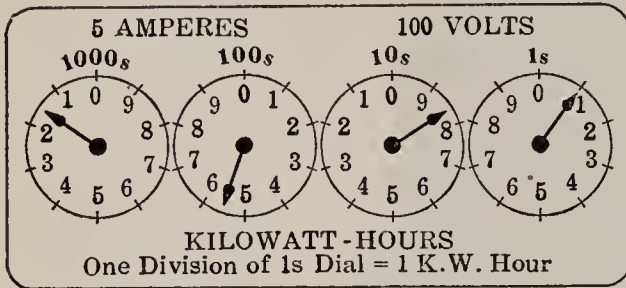 5 AMPERES 100 VOLTS
1000s 100s 10s 1s
0 1 2 3 4 5 6 7 8 9
0 1 2 3 4 5 6 7 8 9
0 1 2 3 4 5 6 7 8 9
0 1 2 3 4 5 6 7 8 9
KILOWATT-HOURS
One Division of 1s Dial = 1 K.W. Hour